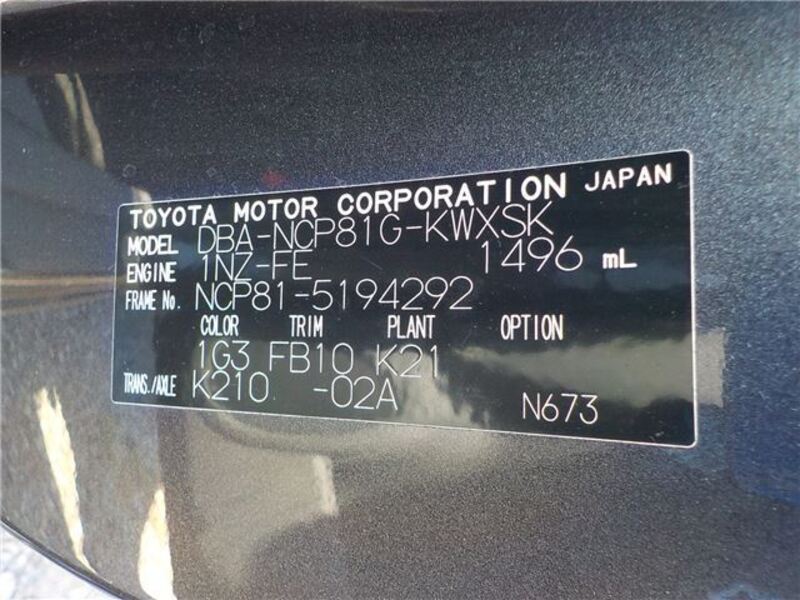 TOYOTA MOTOR CORPORATION JAPAN
MODEL DBA-NCP81G-KWXSK
ENGINE 1NZ-FE 1496 mL
FRAME No. NCP81-5194292
COLOR TRIM PLANT OPTION
1G3 FB10 K21
TRANS./AXLE K210 -02A
N673